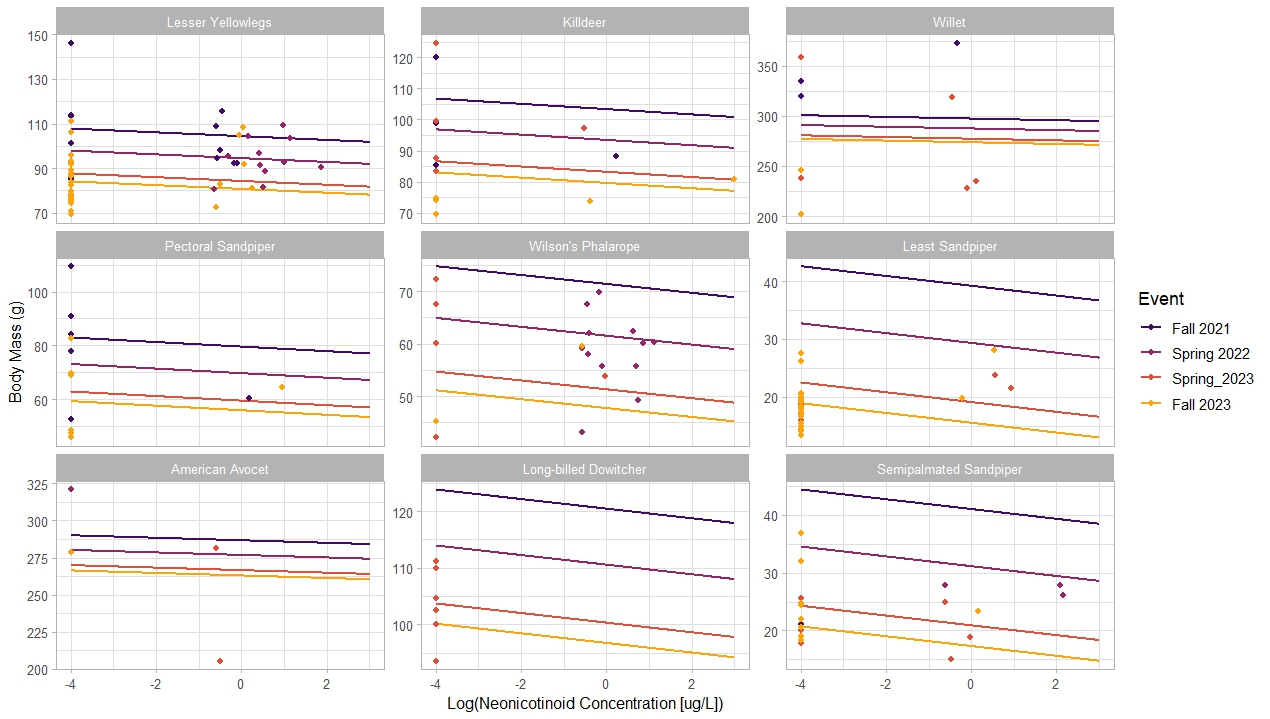 Lesser Yellowlegs
Killdeer
Willet
150
130
110
90
70
120
110
100
90
80
70
350
300
250
200
Pectoral Sandpiper
Wilson's Phalarope
Least Sandpiper
100
80
60
70
60
50
40
30
20
American Avocet
Long-billed Dowitcher
Semipalmated Sandpiper
325
300
275
250
225
200
120
110
100
40
30
20
-4 -2 0 2
-4 -2 0 2
-4 -2 0 2
Body Mass (g)
Log(Neonicotinoid Concentration [ug/L])
Event
Fall 2021
Spring 2022
Spring_2023
Fall 2023